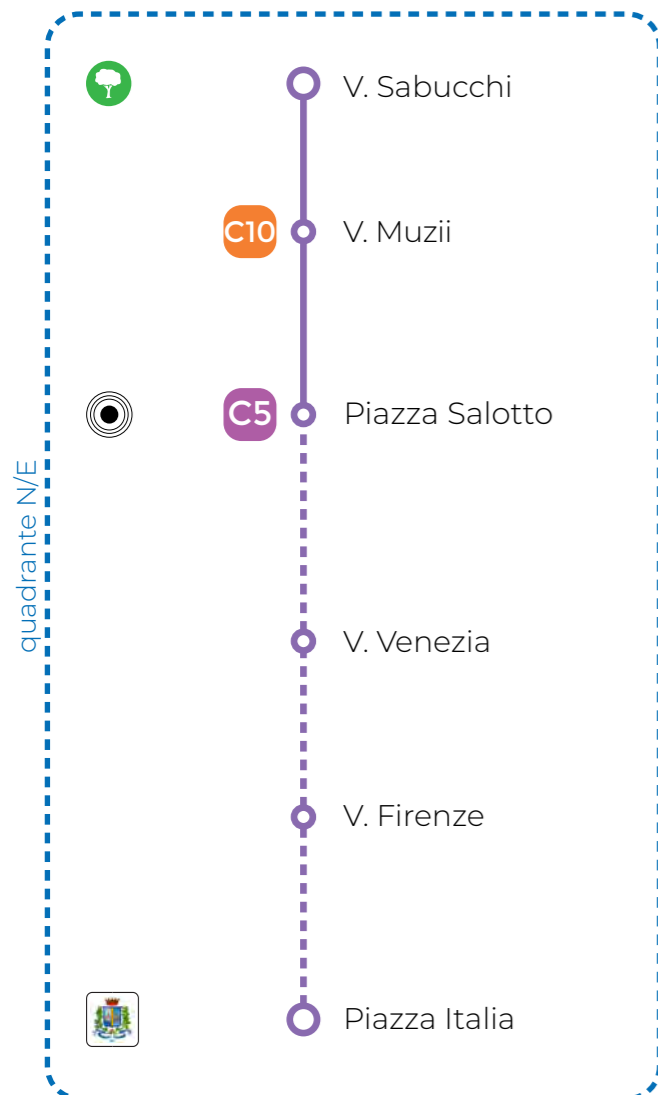 V. Sabucchi
C10 V. Muzii
C5 Piazza Salotto
quadrante N/E
V. Venezia
V. Firenze
Piazza Italia